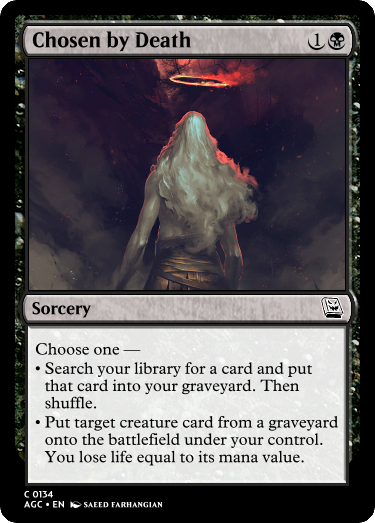 Chosen by Death 1
Sorcery
Choose one —
• Search your library for a card and put
that card into your graveyard. Then
shuffle.
• Put target creature card from a graveyard
onto the battlefield under your control.
You lose life equal to its mana value.
C 0134
AGC • EN SAEED FARHANGIAN